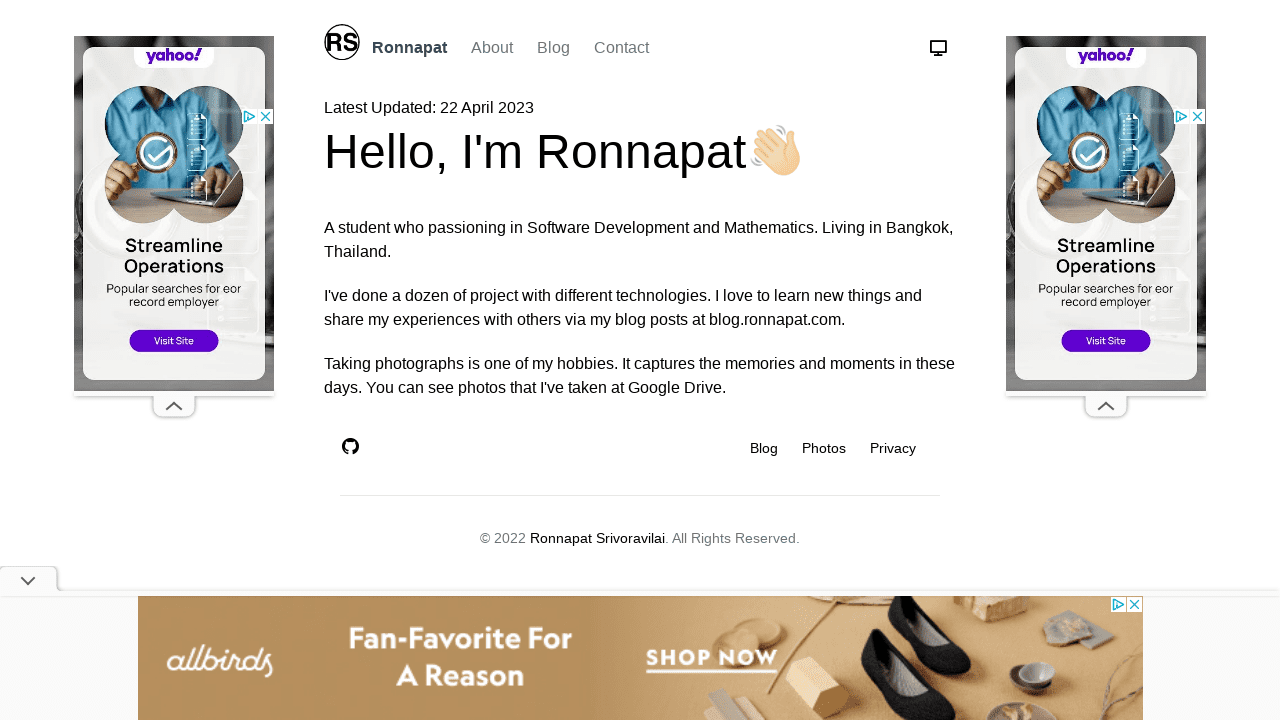 RS Ronnapat About Blog Contact
Latest Updated: 22 April 2023
Hello, I'm Ronnapat👋🏼
A student who passioning in Software Development and Mathematics. Living in Bangkok,
Thailand.
I've done a dozen of project with different technologies. I love to learn new things and
share my experiences with others via my blog posts at blog.ronnapat.com.
Taking photographs is one of my hobbies. It captures the memories and moments in these
days. You can see photos that I've taken at Google Drive.
Blog Photos Privacy
© 2022 Ronnapat Srivoravilai. All Rights Reserved.
yahoo!
Streamline
Operations
Popular searches for eor
record employer
Visit Site
yahoo!
Streamline
Operations
Popular searches for eor
record employer
Visit Site
allbirds
Fan-Favorite For
A Reason
SHOP NOW